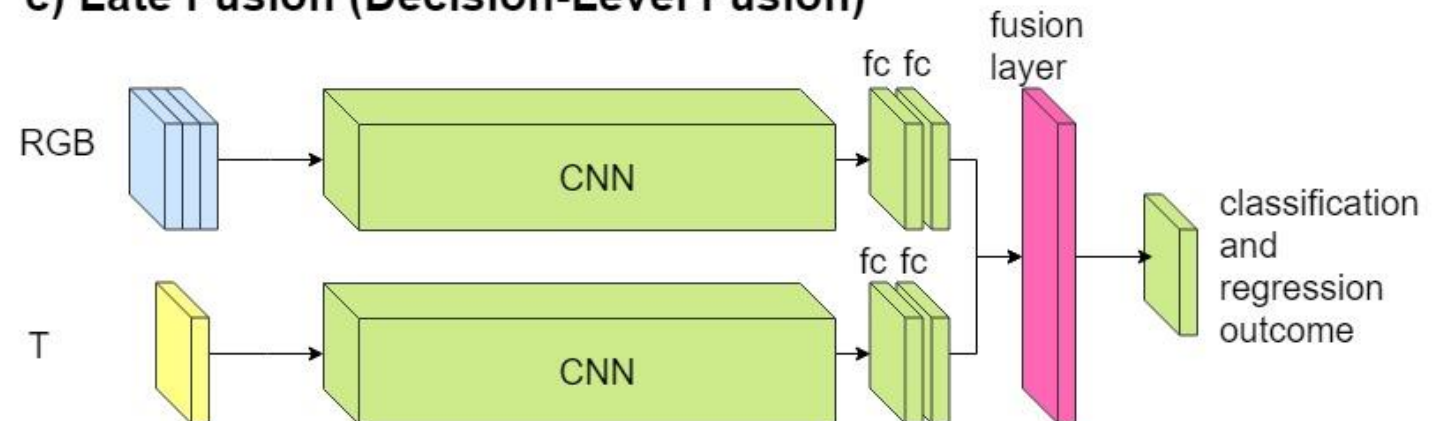 c) Late Fusion (Decision-Level Fusion)
fusion
layer
fc fc
RGB
CNN
classification
and
regression
outcome
fc fc
T
CNN